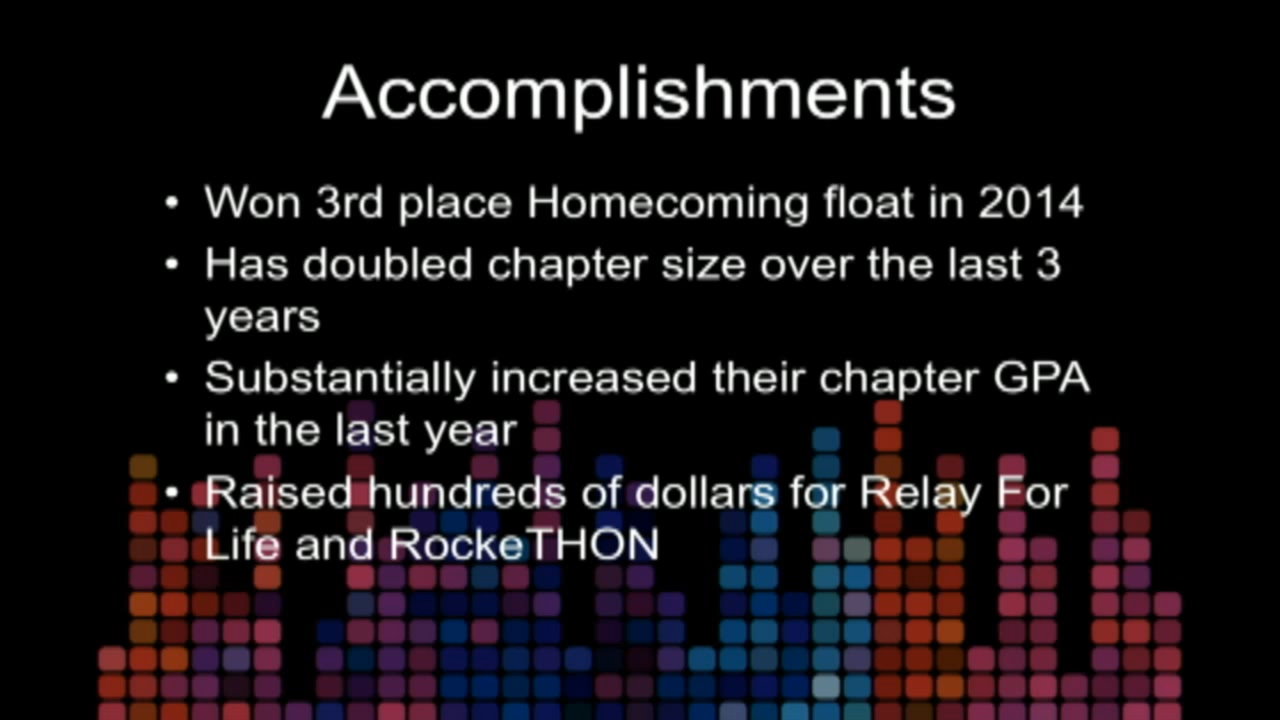 Accomplishments
• Won 3rd place Homecoming float in 2014
• Has doubled chapter size over the last 3
years
• Substantially increased their chapter GPA
in the last year
• Raised hundreds of dollars for Relay For
Life and RockeTHON